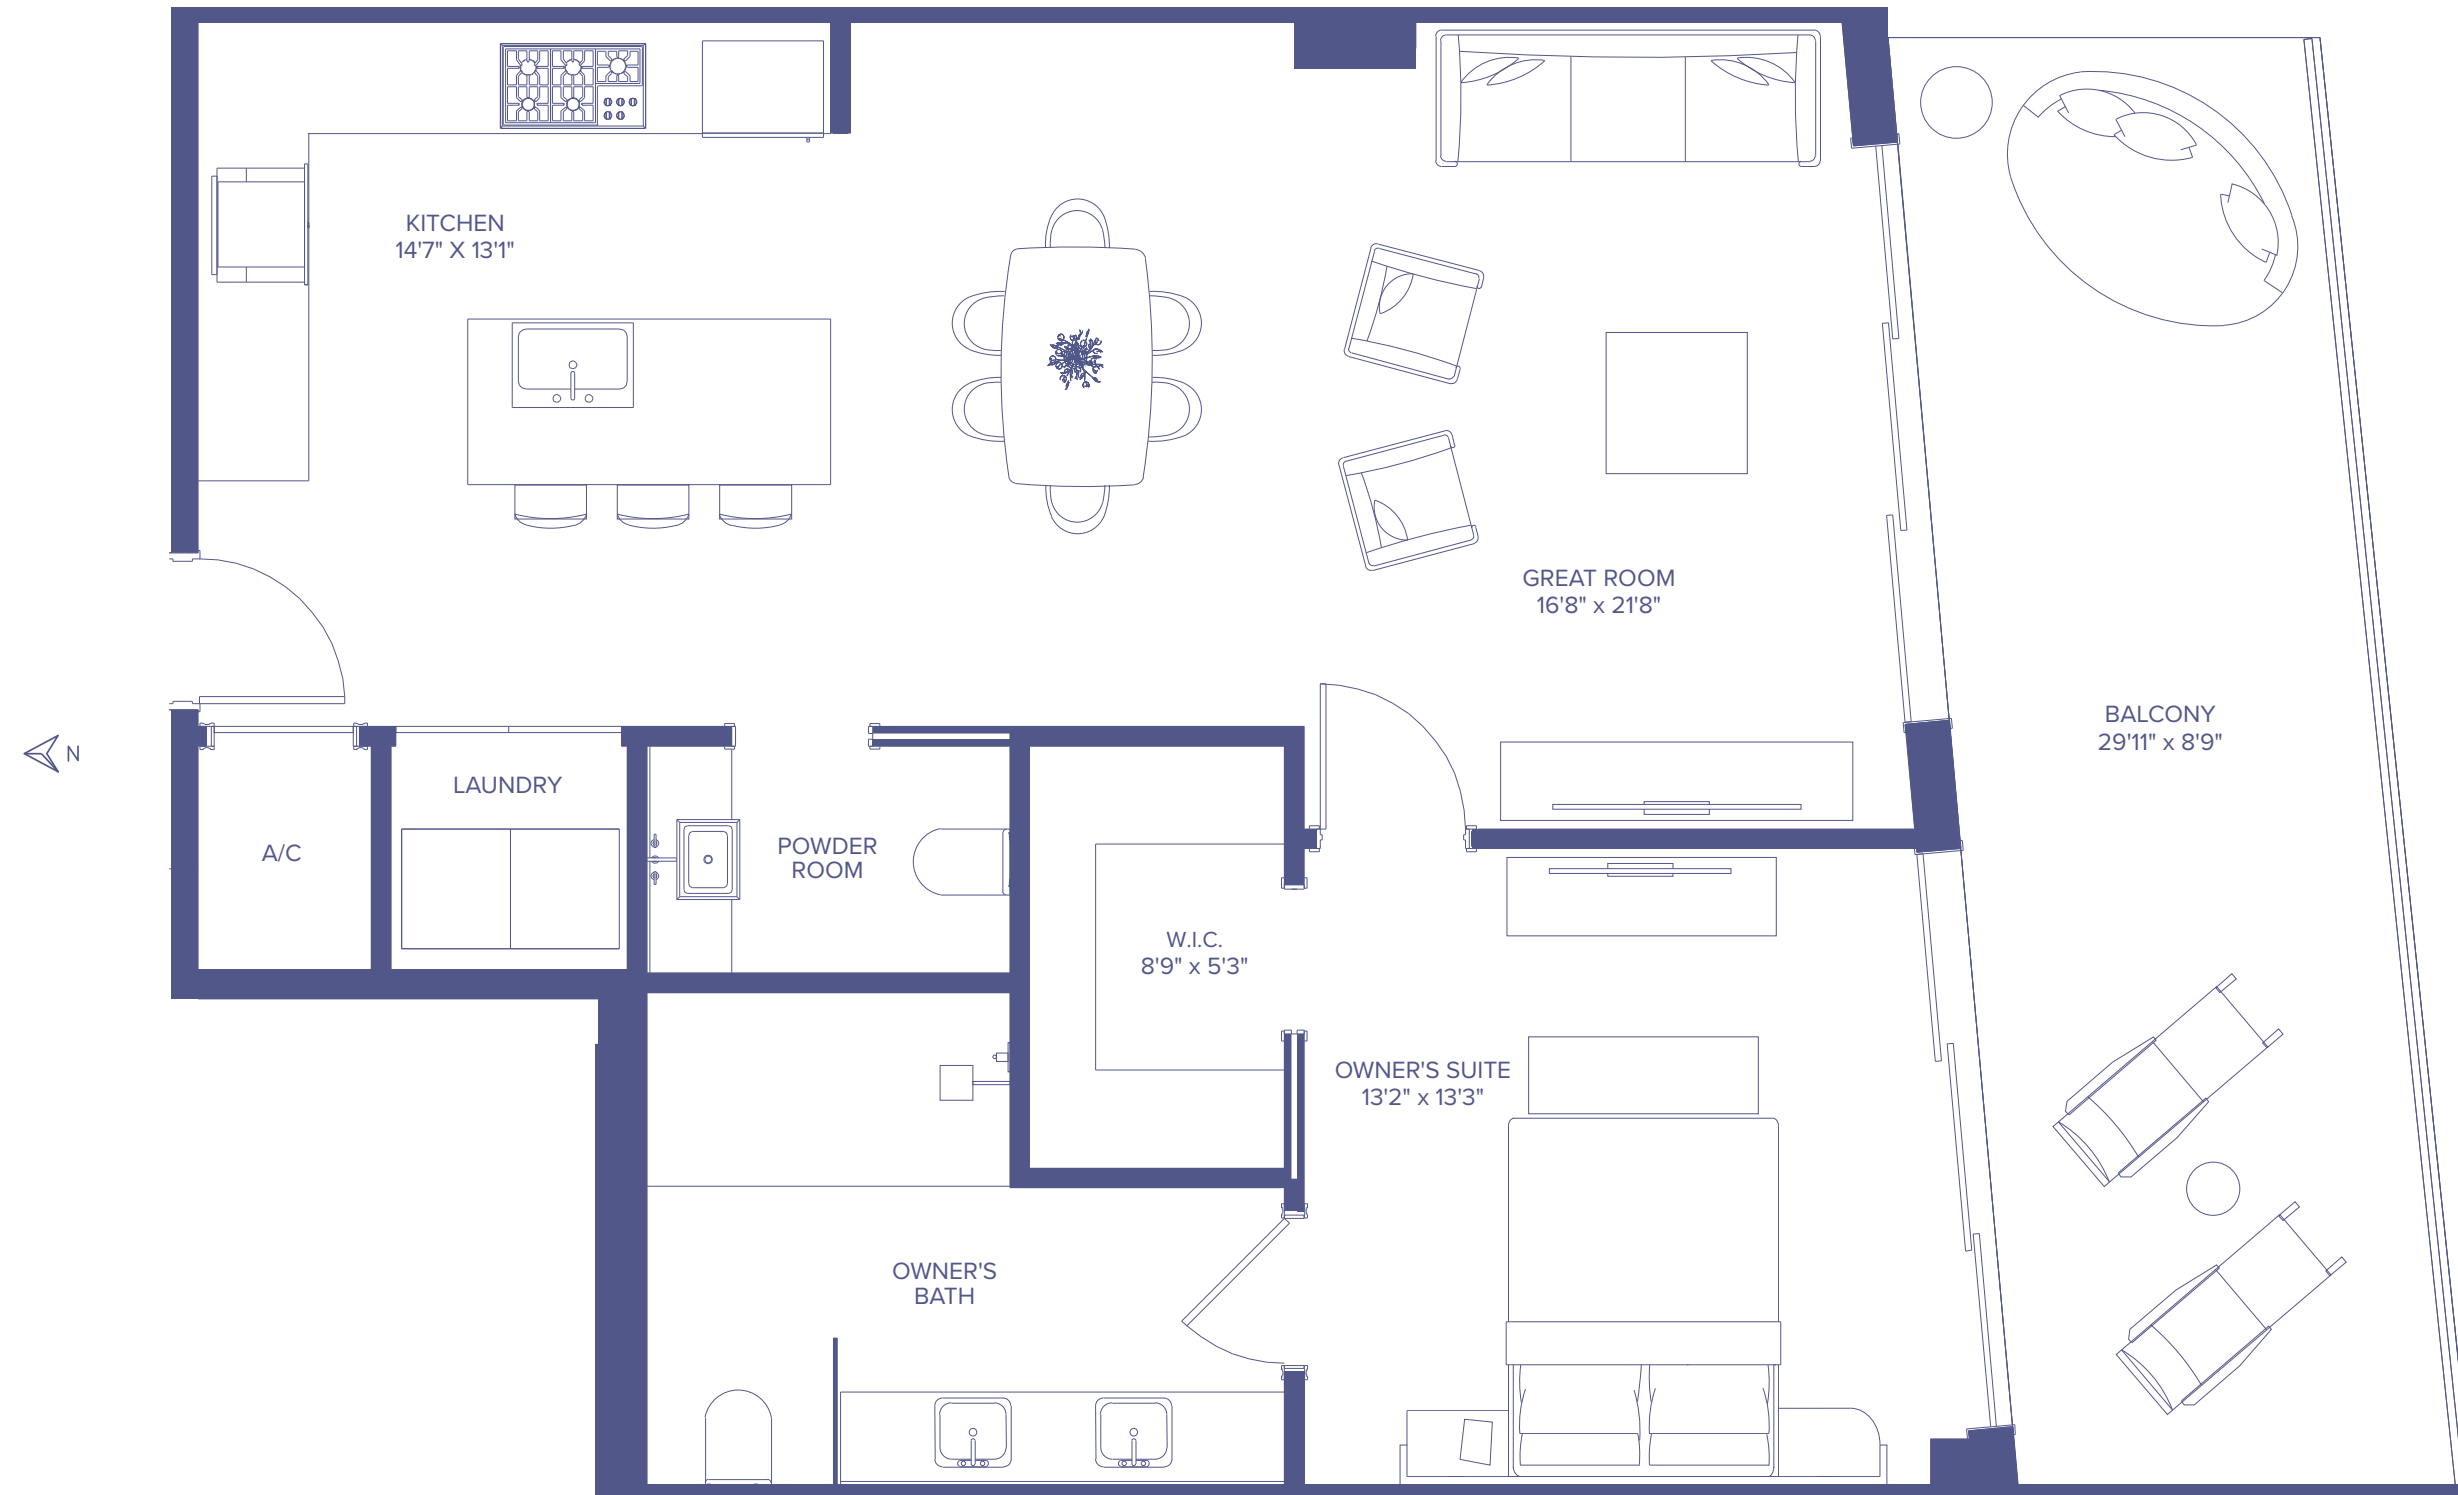 KITCHEN
14'7" X 13'1"
GREAT ROOM
16'8" x 21'8"
BALCONY
29'11" x 8'9"
N
LAUNDRY
A/C
POWDER
ROOM
W.I.C.
8'9" x 5'3"
OWNER'S SUITE
13'2" x 13'3"
OWNER'S
BATH